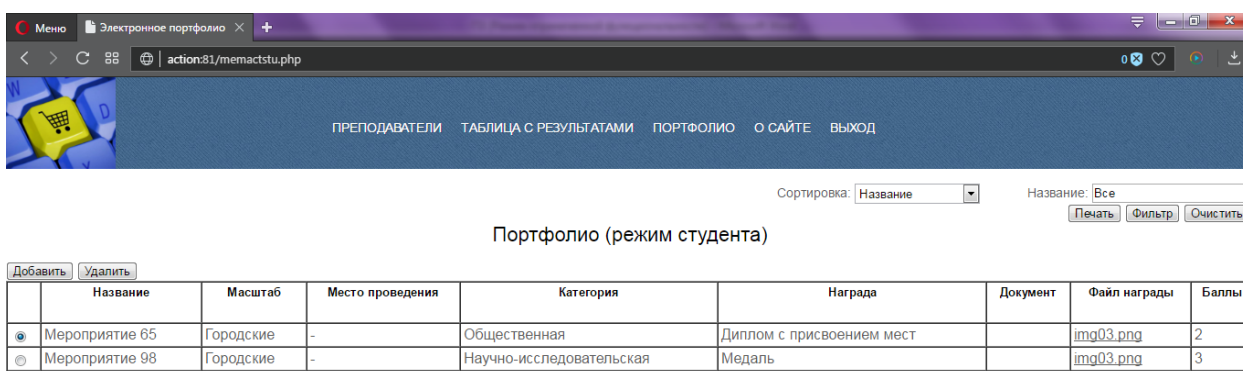 Меню Электронное портфолио
action:81/memactstu.php 0
W D
ПРЕПОДАВАТЕЛИ ТАБЛИЦА С РЕЗУЛЬТАТАМИ ПОРТФОЛИО О САЙТЕ ВЫХОД
Сортировка: Название Название: Все
Печать Фильтр Очистить
Портфолио (режим студента)
Добавить Удалить
Название Масштаб Место проведения Категория Награда Документ Файл награды Баллы
Мероприятие 65 Городские - Общественная Диплом с присвоением мест img03.png 2
Мероприятие 98 Городские - Научно-исследовательская Медаль img03.png 3